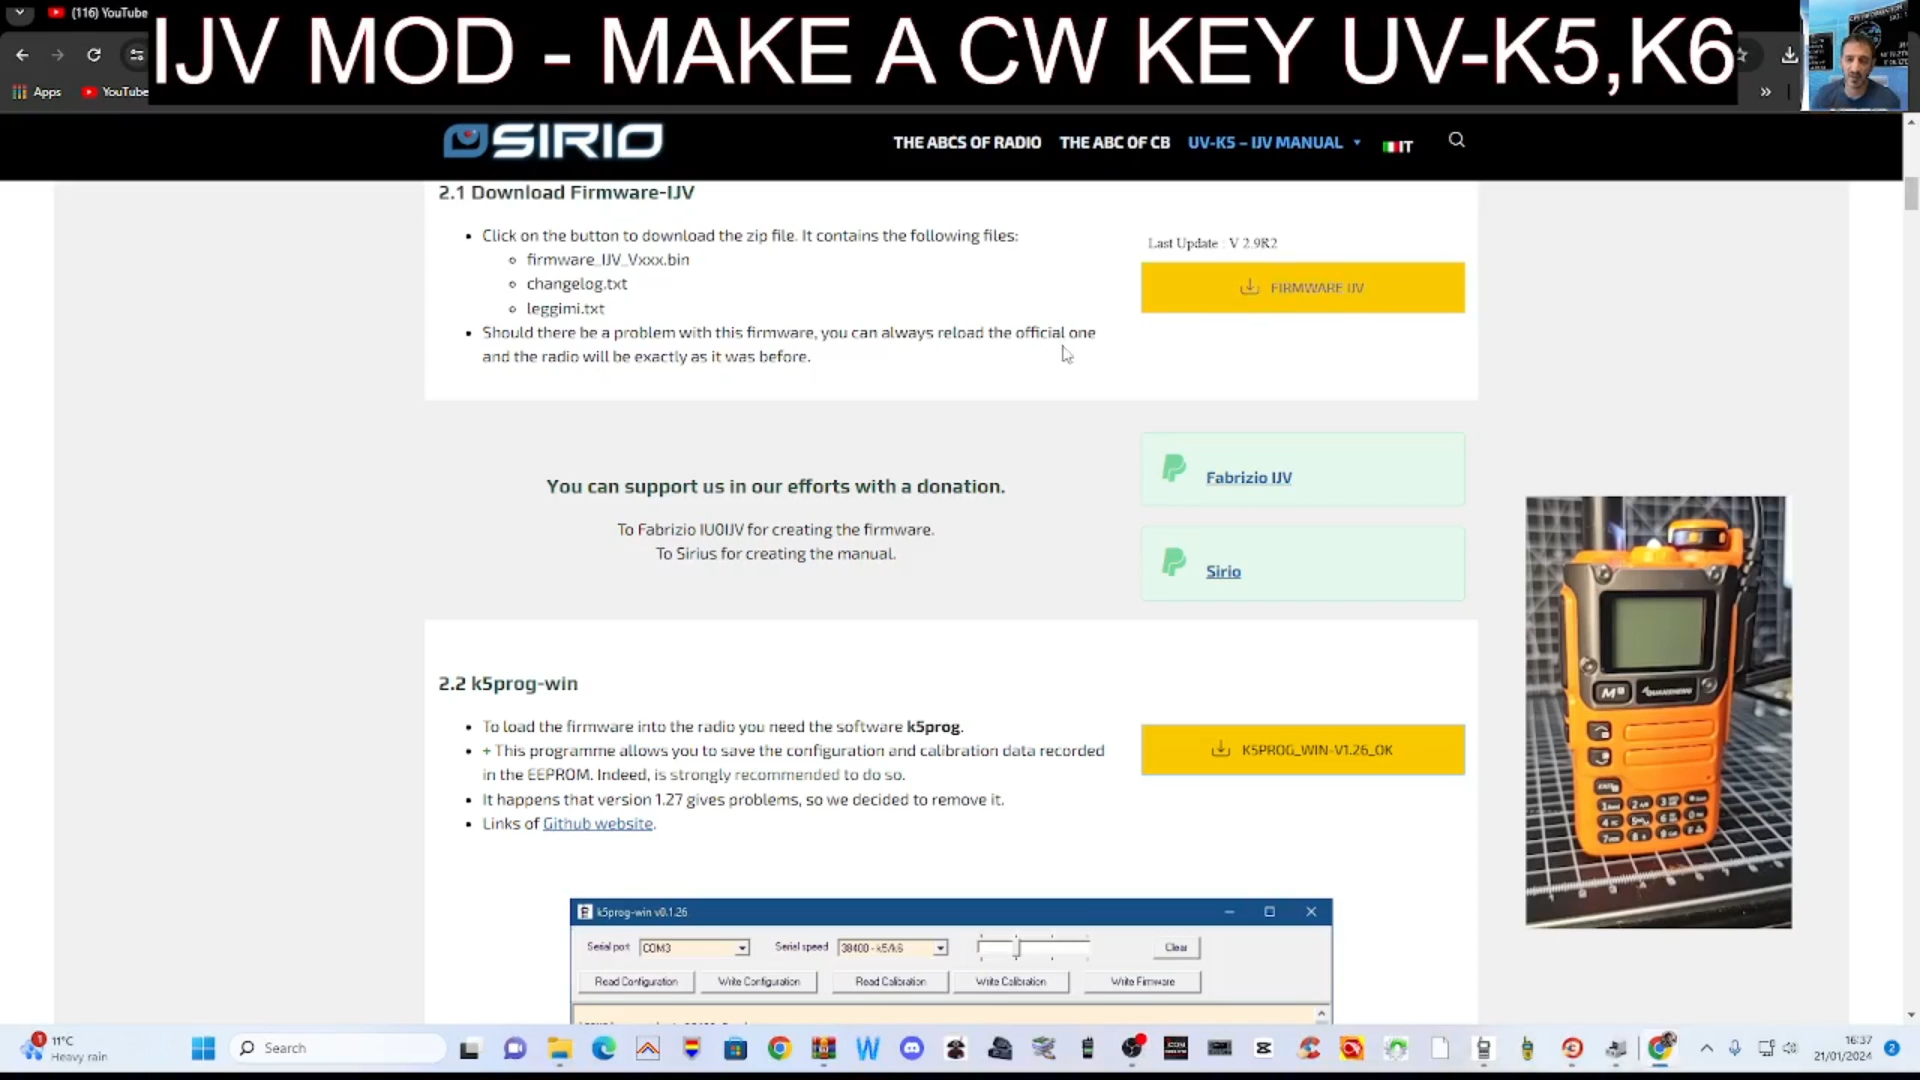 (116) YouTube
IJV MOD - MAKE A CW KEY UV-K5,K6
Apps
YouTube
SIRIO
THE ABCS OF RADIO
THE ABC OF CB
UV-K5 – IJV MANUAL
IT
2.1 Download Firmware-IJV
• Click on the button to download the zip file. It contains the following files:
firmware_IJV_Vxxx.bin
changelog.txt
leggimi.txt
• Should there be a problem with this firmware, you can always reload the official one
and the radio will be exactly as it was before.
Last Update : V 2.9R2
FIRMWARE IJV
You can support us in our efforts with a donation.
To Fabrizio IU0IJV for creating the firmware.
To Sirius for creating the manual.
Fabrizio IJV
Sirio
2.2 k5prog-win
• To load the firmware into the radio you need the software k5prog.
• + This programme allows you to save the configuration and calibration data recorded
in the EEPROM. Indeed, is strongly recommended to do so.
• It happens that version 1.27 gives problems, so we decided to remove it.
• Links of Github website.
K5PROG_WIN-V1.26_OK
QUANSHENG
k5prog-win v0.1.26
Serial port
COM3
Serial speed
38400 - k5/k6
Clear
Read Configuration
Write Configuration
Read Calibration
Write Calibration
Write Firmware
11°C
Heavy rain
Search
16:37
21/01/2024